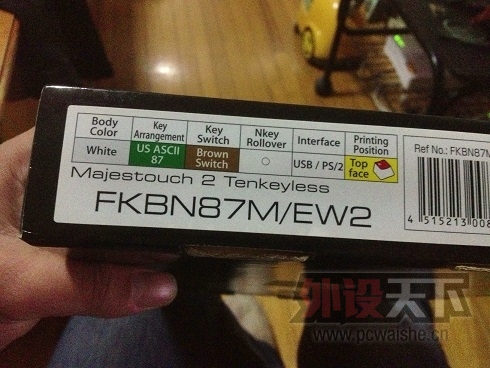 Body Color
Key Arrangement
Key Switch
Nkey Rollover
Interface
Printing Position
White
US ASCII 87
Brown Switch
○
USB / PS/2
Top face
Ref No.: FKBN87M
Majestouch 2 Tenkeyless
FKBN87M/EW2
4 515213 008
外设天下
www.pcwaishe.cn